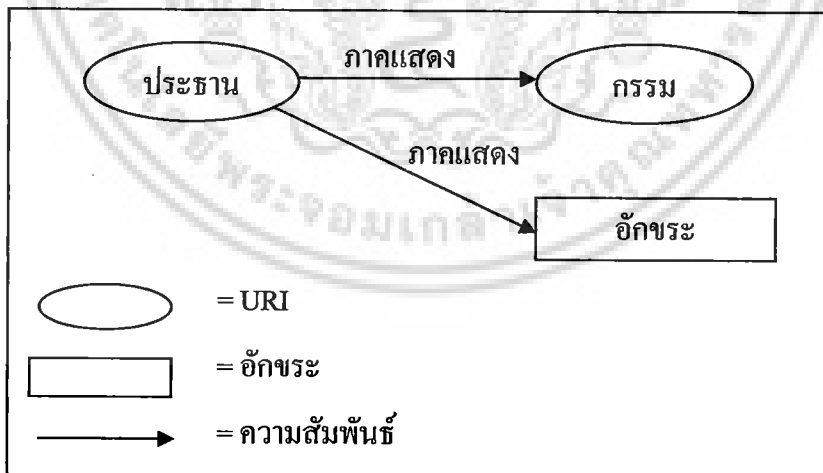 ภาคแสดง
ประธาน
กรรม
ภาคแสดง
อักขระ
= URI
= อักขระ
= ความสัมพันธ์